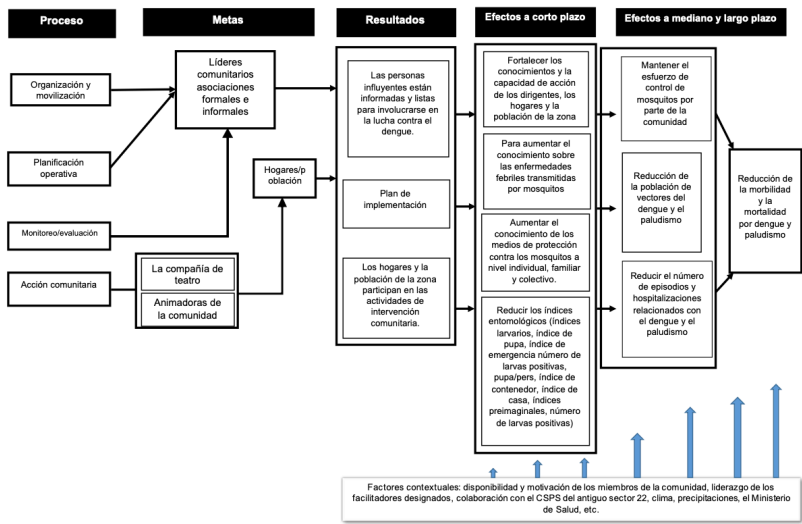 Proceso
Metas
Resultados
Efectos a corto plazo
Efectos a mediano y largo plazo
Organización y
movilización
Planificación
operativa
Monitoreo/evaluación
Acción comunitaria
Líderes
comunitarios
asociaciones
formales e
informales
Hogares/p
oblación
La compañía de
teatro
Animadoras de
la comunidad
Las personas
influyentes están
informadas y listas
para involucrarse en
la lucha contra el
dengue.
Plan de
implementación
Los hogares y la
población de la zona
participan en las
actividades de
intervención
comunitaria.
Fortalecer los
conocimientos y la
capacidad de acción
de los dirigentes, los
hogares y la
población de la zona
Para aumentar el
conocimiento sobre
las enfermedades
febriles transmitidas
por mosquitos
Aumentar el
conocimiento de los
medios de protección
contra los mosquitos a
nivel individual, familiar
y colectivo.
Reducir los índices
entomológicos (índices
larvarios, índice de
pupa, índice de
emergencia número de
larvas positivas,
pupa/pers, índice de
contenedor, índice de
casa, índices
preimaginales, número
de larvas positivas)
Mantener el
esfuerzo de
control de
mosquitos por
parte de la
comunidad
Reducción de
la población de
vectores del
dengue y el
paludismo
Reducir el número
de episodios y
hospitalizaciones
relacionados con
el dengue y el
paludismo
Reducción de
la morbilidad
y la
mortalidad
por dengue y
paludismo
Factores contextuales: disponibilidad y motivación de los miembros de la comunidad, liderazgo de los
facilitadores designados, colaboración con el CSPS del antiguo sector 22, clima, precipitaciones, el Ministerio
de Salud, etc.